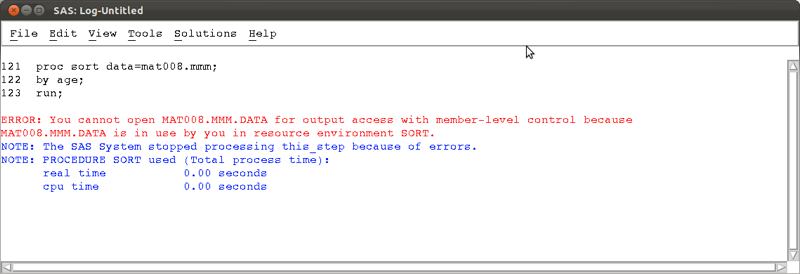 SAS: Log-Untitled
File Edit View Tools Solutions Help
121 proc sort data=mat008.mmm;
122 by age;
123 run;
ERROR: You cannot open MAT008.MMM.DATA for output access with member-level control because
MAT008.MMM.DATA is in use by you in resource environment SORT.
NOTE: The SAS System stopped processing this_step because of errors.
NOTE: PROCEDURE SORT used (Total process time):
real time 0.00 seconds
cpu time 0.00 seconds